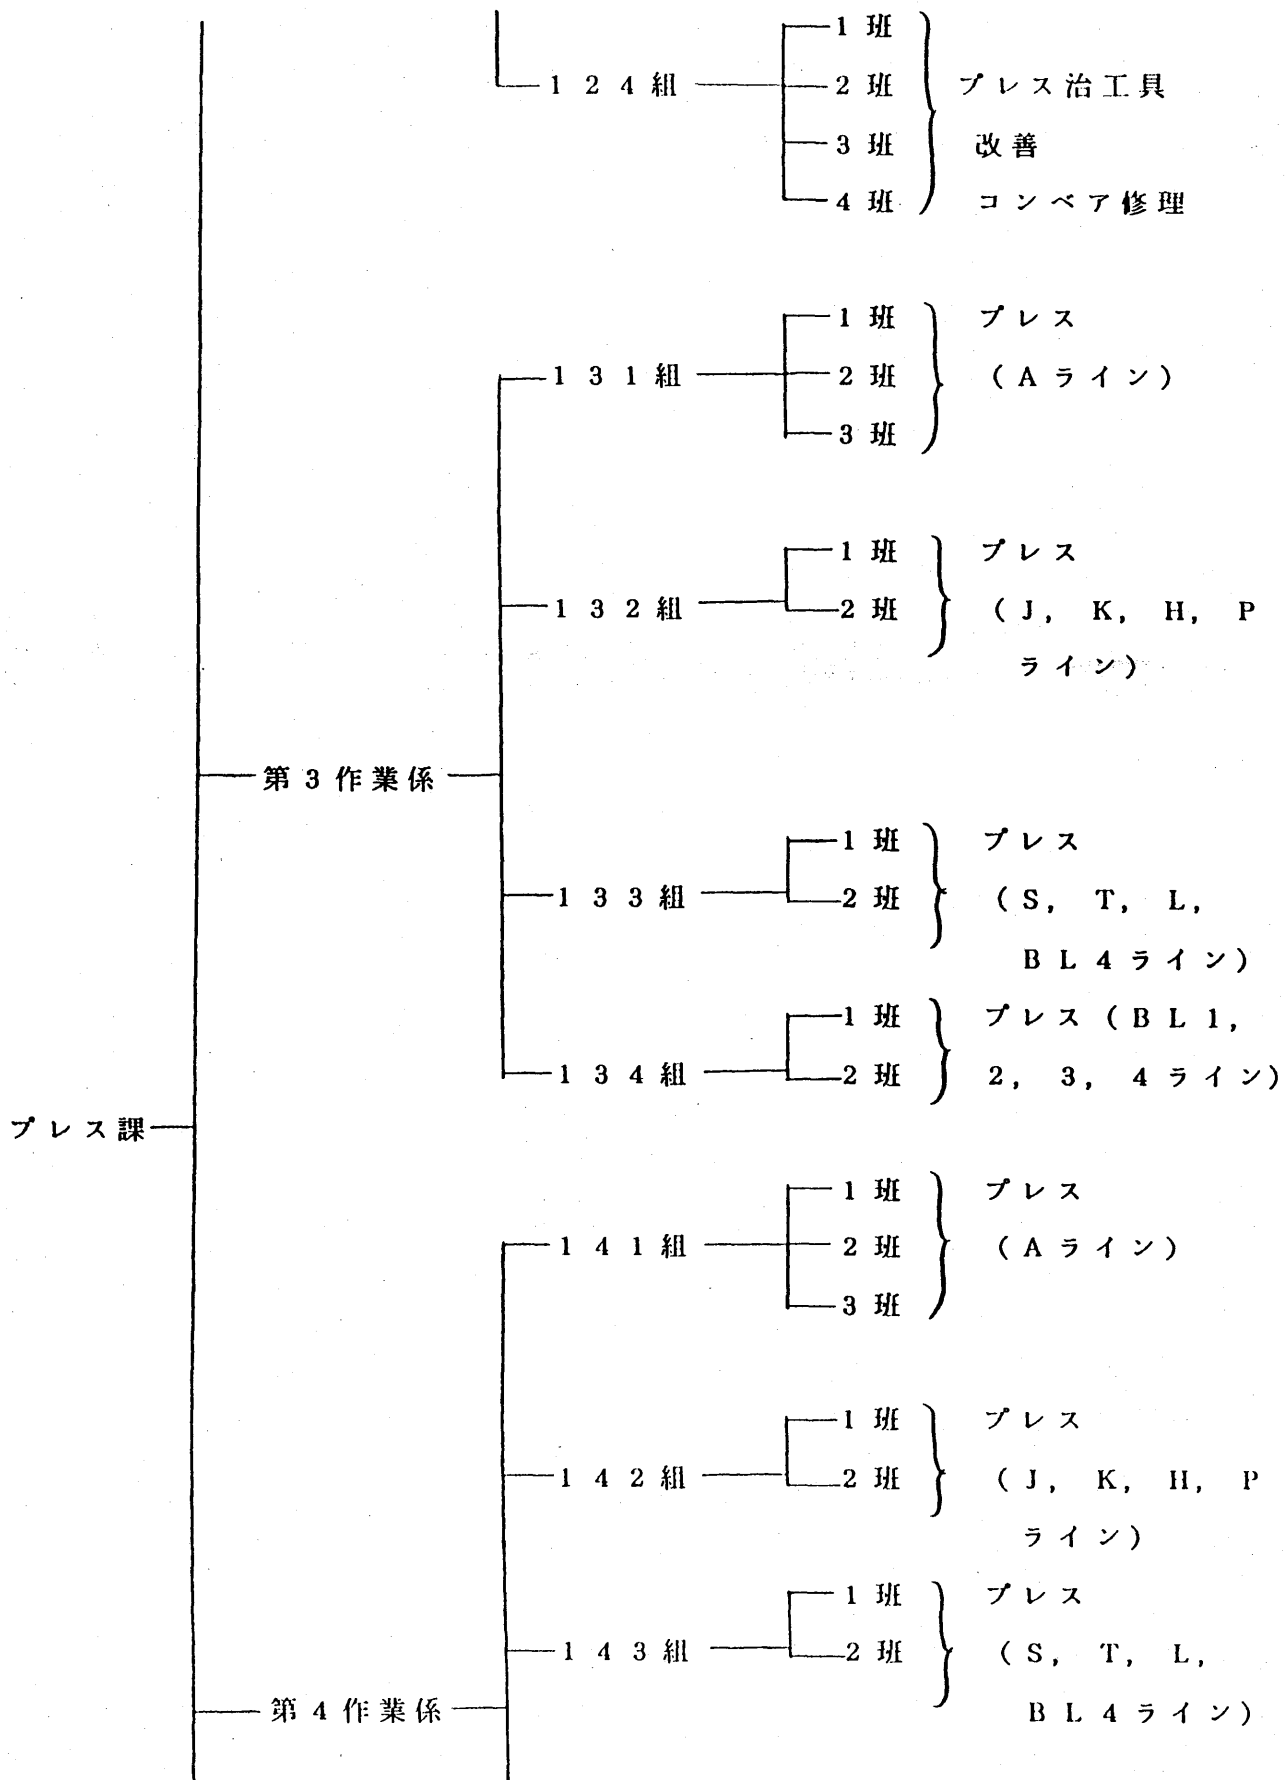 1班
124組 2班 プレス治工具
3班 改善
4班 コンベア修理
1班 プレス
131組 2班 (Aライン)
3班
1班 プレス
132組 2班 (J, K, H, P
ライン)
第3作業係
1班 プレス
133組 2班 (S, T, L,
BL4ライン)
1班 プレス(BL1,
134組 2班 2, 3, 4ライン)
プレス課
1班 プレス
141組 2班 (Aライン)
3班
1班 プレス
142組 2班 (J, K, H, P
ライン)
1班 プレス
143組 2班 (S, T, L,
第4作業係 BL4ライン)